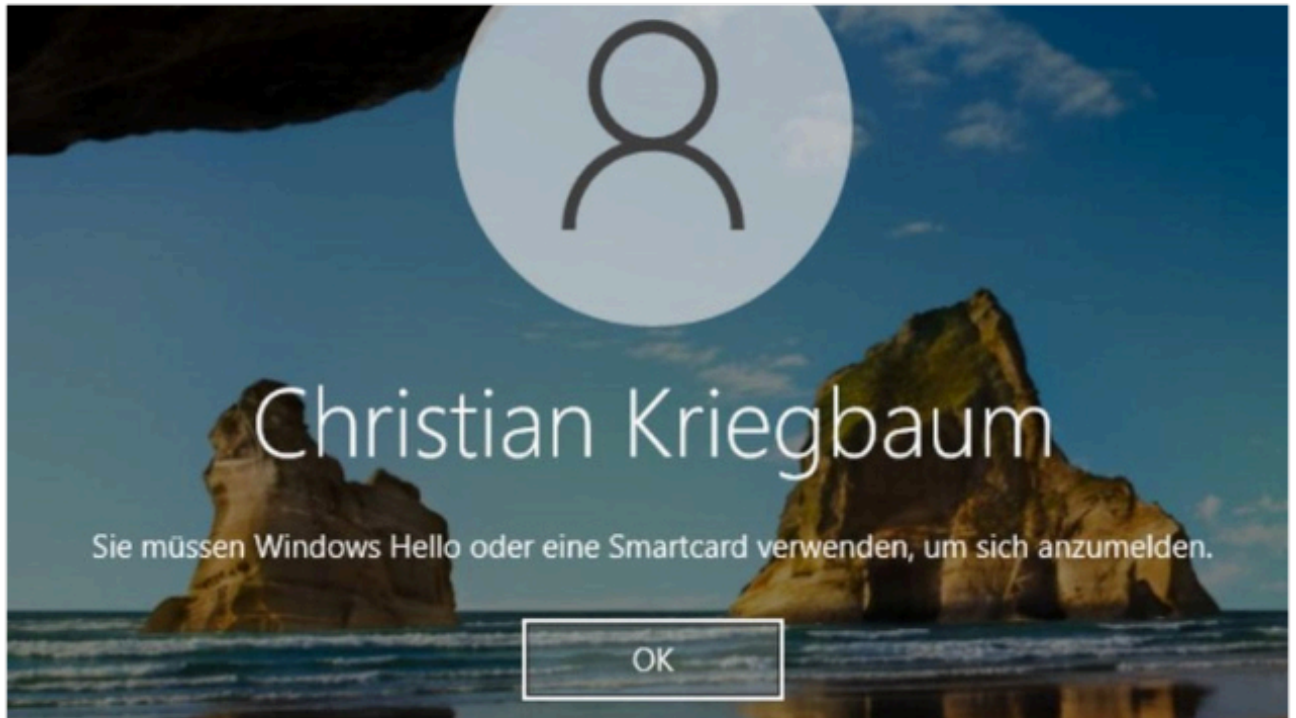 Christian Kriegbaum
Sie müssen Windows Hello oder eine Smartcard verwenden, um sich anzumelden.
OK